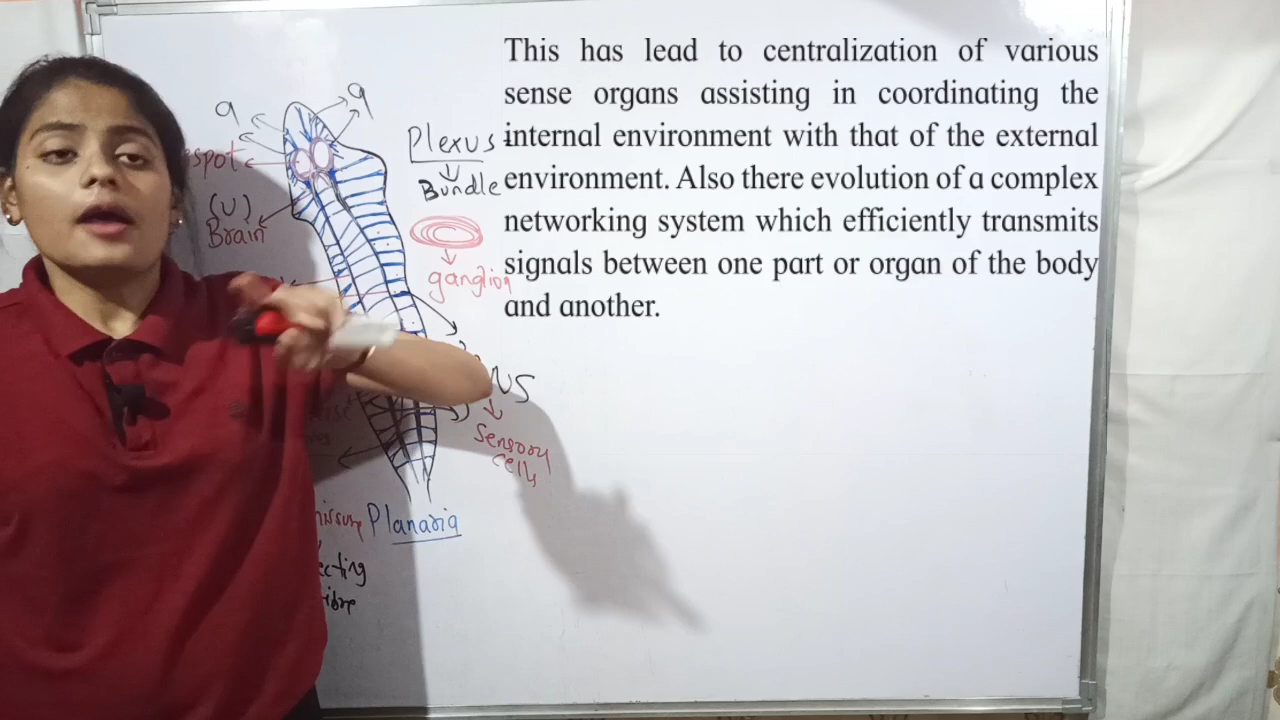 This has lead to centralization of various
sense organs assisting in coordinating the
internal environment with that of the external
environment. Also there evolution of a complex
networking system which efficiently transmits
signals between one part or organ of the body
and another.
a
a
spot
(U)
Brain
Plexus
Bundle
ganglion
NS
Sensory
cells
Planaria